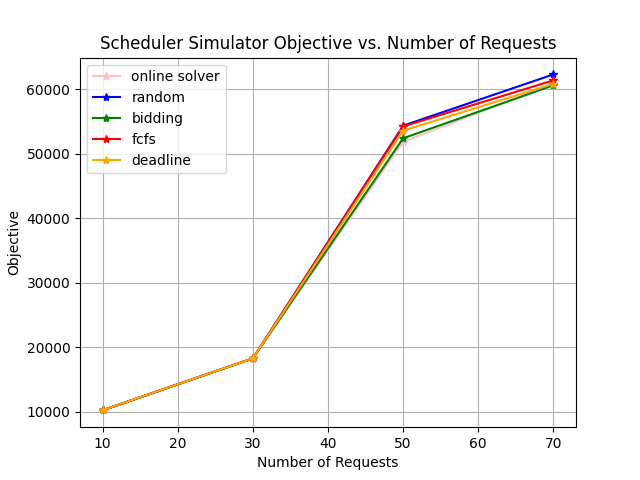 Scheduler Simulator Objective vs. Number of Requests
online solver
random
bidding
fcfs
deadline
60000
50000
40000
30000
20000
10000
Objective
10 20 30 40 50 60 70
Number of Requests